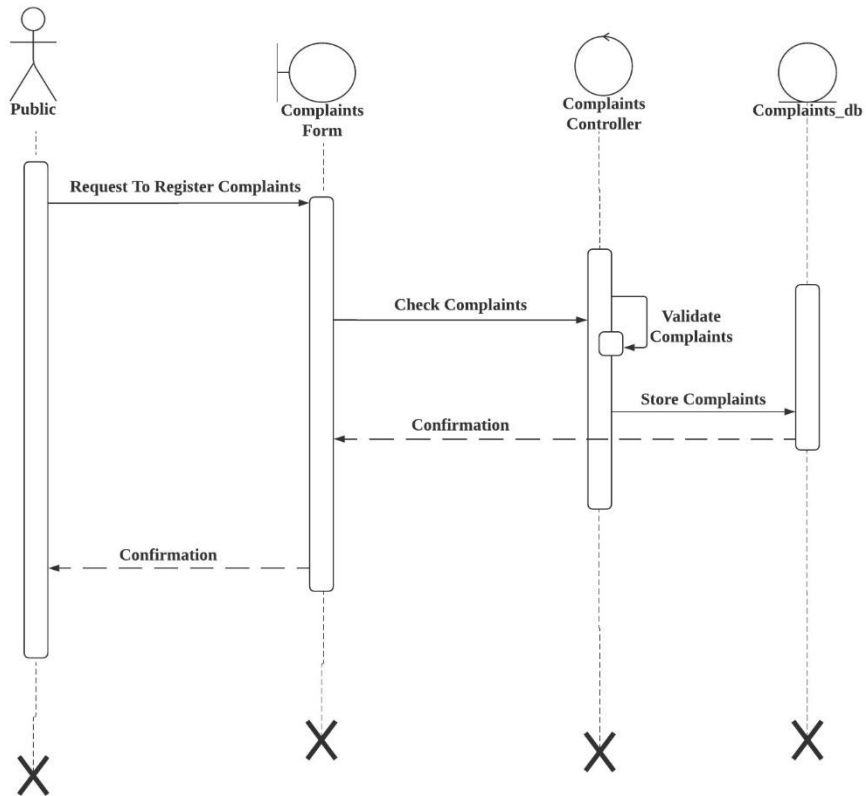 Public
Complaints
Form
Complaints
Controller
Complaints_db
Request To Register Complaints
Check Complaints
Validate
Complaints
Store Complaints
Confirmation
Confirmation